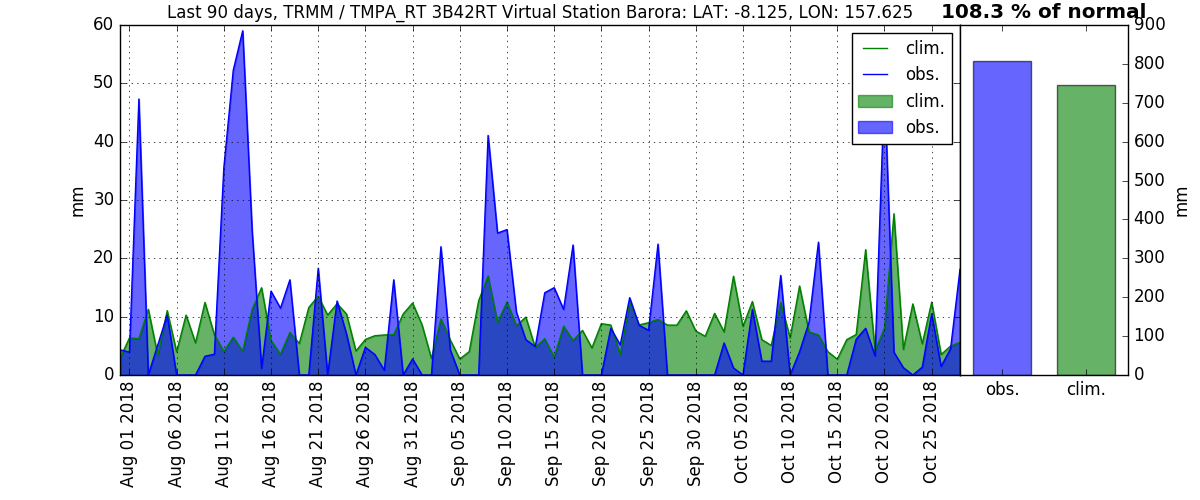 Last 90 days, TRMM / TMPA_RT 3B42RT Virtual Station Barora: LAT: -8.125, LON: 157.625
108.3 % of normal
60
50
40
30
20
10
0
mm
clim.
obs.
clim.
obs.
900
800
700
600
500
400
300
200
100
0
mm
Aug 01 2018
Aug 06 2018
Aug 11 2018
Aug 16 2018
Aug 21 2018
Aug 26 2018
Aug 31 2018
Sep 05 2018
Sep 10 2018
Sep 15 2018
Sep 20 2018
Sep 25 2018
Sep 30 2018
Oct 05 2018
Oct 10 2018
Oct 15 2018
Oct 20 2018
Oct 25 2018
obs.
clim.